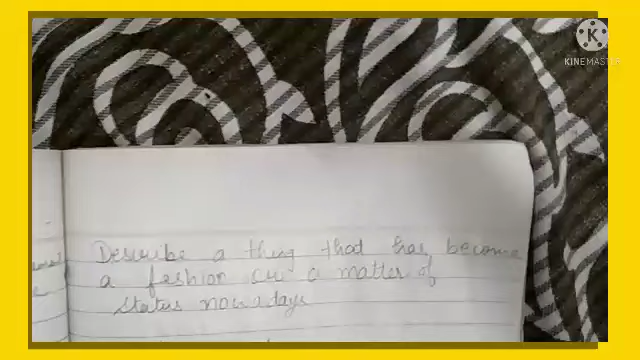 KINEMASTER
Describe a thing that has become
a fashion or a matter of
status nowadays